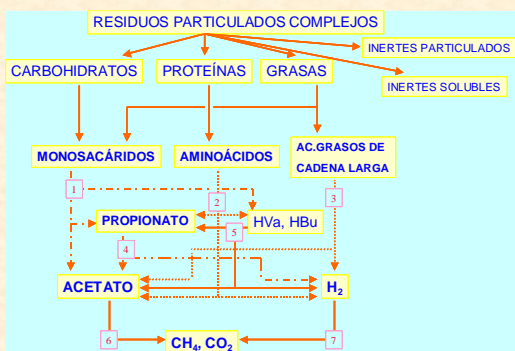 RESIDUOS PARTICULADOS COMPLEJOS
INERTES PARTICULADOS
CARBOHIDRATOS PROTEÍNAS GRASAS
INERTES SOLUBLES
MONOSACÁRIDOS AMINOÁCIDOS AC.GRASOS DE
CADENA LARGA
1 2 3
PROPIONATO HVa, HBu
4 5
ACETATO H₂
6 7
CH₄, CO₂